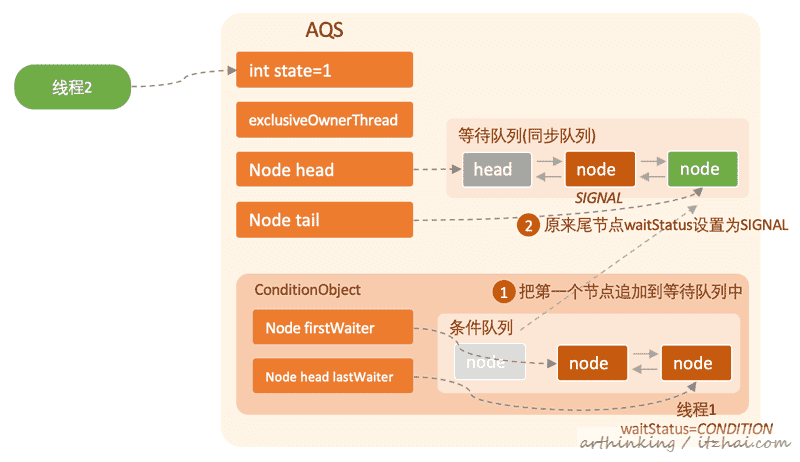 AQS
线程2
int state=1
exclusiveOwnerThread
等待队列(同步队列)
Node head
head
node
node
SIGNAL
Node tail
2 原来尾节点waitStatus设置为SIGNAL
ConditionObject
1 把第一个节点追加到等待队列中
Node firstWaiter
条件队列
node
node
node
Node head lastWaiter
线程1
waitStatus=CONDITION
arthinking / itzhai.com